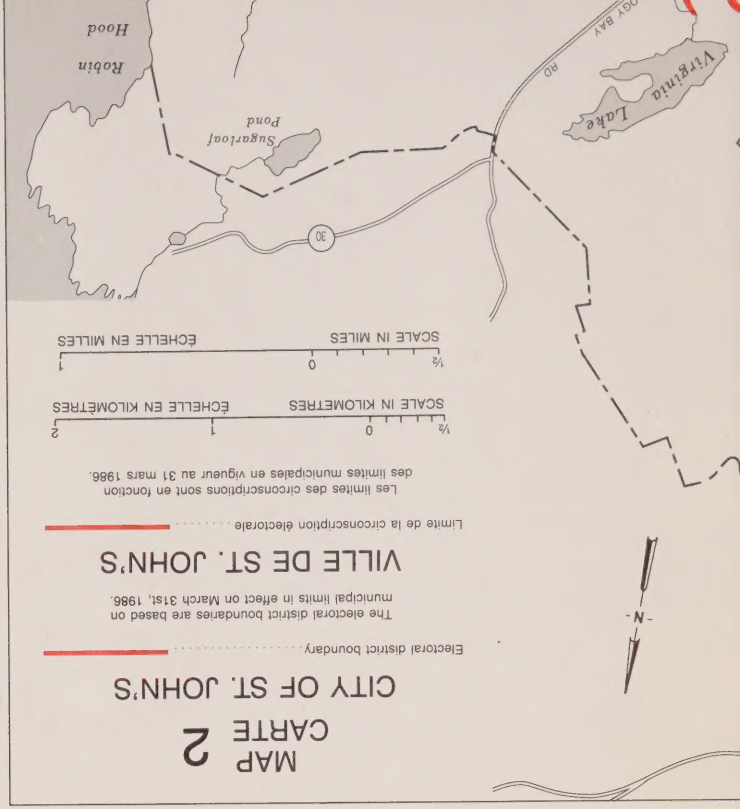 MAP
CARTE 2
CITY OF ST. JOHN'S
Electoral district boundary
The electoral district boundaries are based on
municipal limits in effect on March 31st, 1986.
VILLE DE ST. JOHN'S
Limite de la circonscription électorale
Les limites des circonscriptions sont en fonction
des limites municipales en vigueur au 31 mars 1986.
½ 0 1 2
SCALE IN KILOMETRES ÉCHELLE EN KILOMÈTRES
½ 0 1
SCALE IN MILES ÉCHELLE EN MILLES
N
30
Sugarloaf
Pond
Robin
Hood
Virginia
Lake
OGY BAY
RD